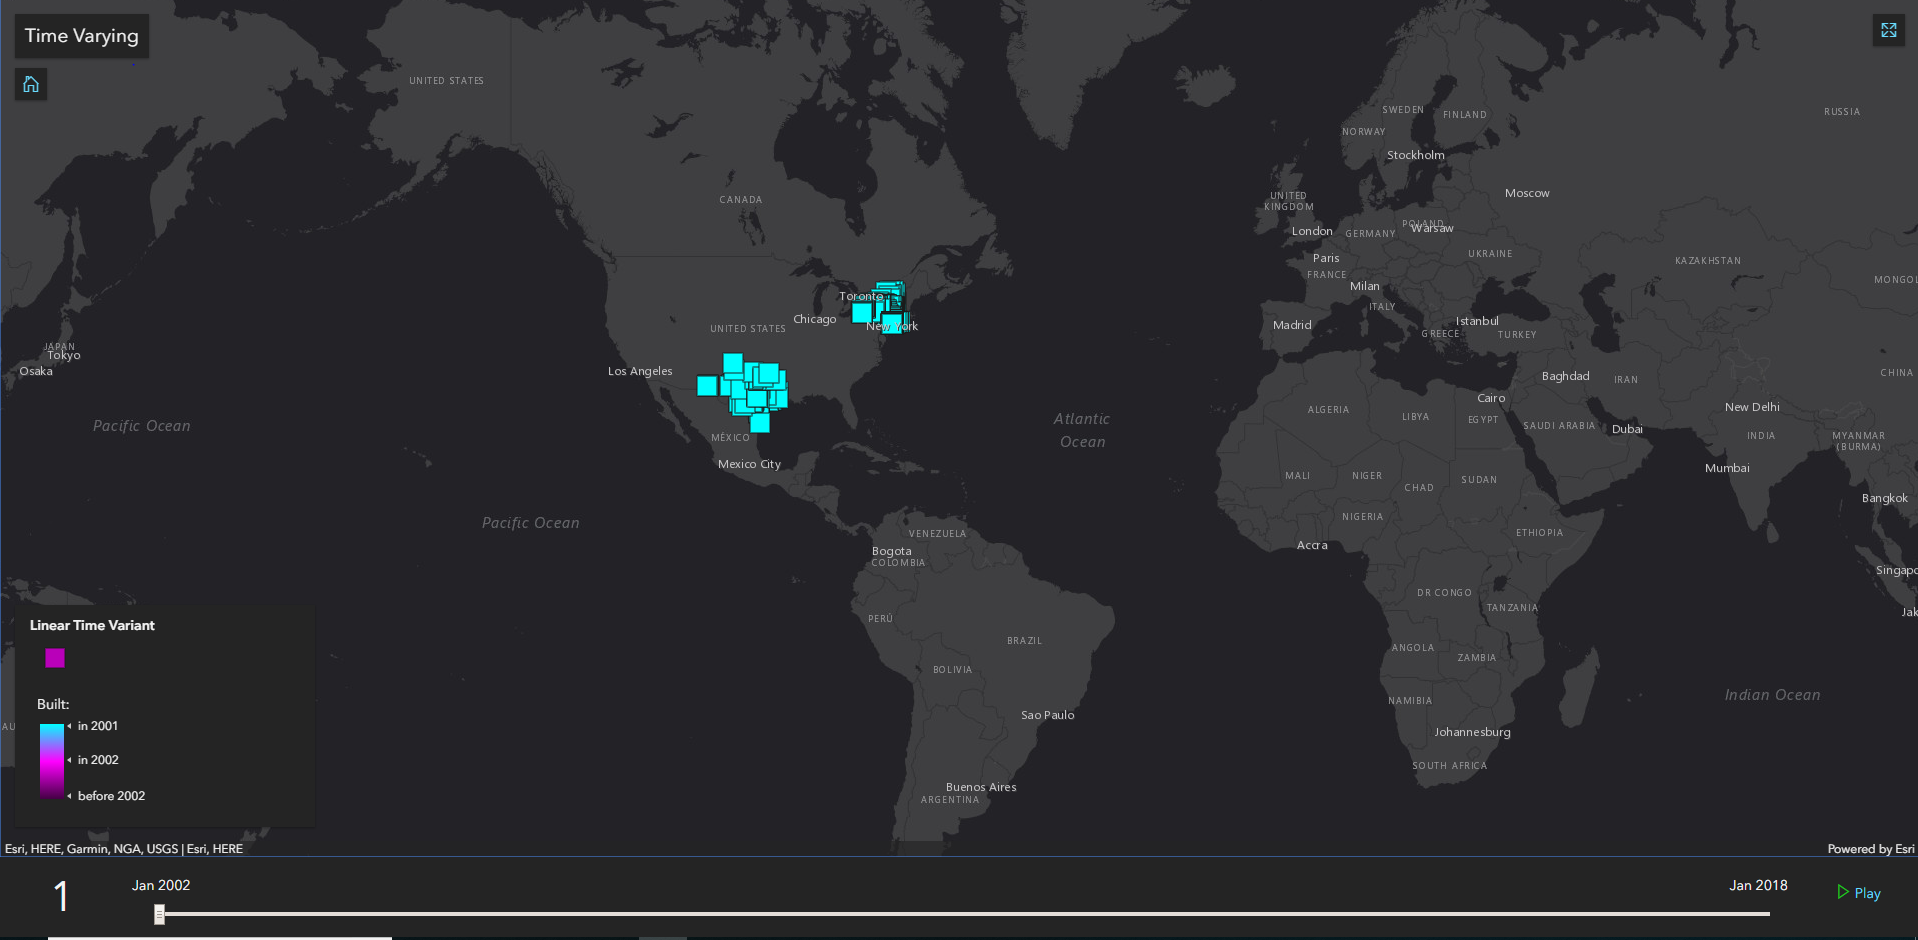 Time Varying
UNITED STATES
RUSSIA
SWEDEN
FINLAND
NORWAY
Stockholm
Moscow
CANADA
UNITED
KINGDOM
London
GERMANY
POLAND
Warsaw
UKRAINE
Paris
FRANCE
KAZAKHSTAN
MONGOL
Milan
ITALY
Toronto
Chicago
New York
UNITED STATES
Madrid
Istanbul
GREECE
TURKEY
JAPAN
Tokyo
Osaka
Los Angeles
Baghdad
IRAN
CHINA
Cairo
New Delhi
ALGERIA
LIBYA
EGYPT
SAUDI ARABIA
Dubai
INDIA
MYANMAR
(BURMA)
Pacific Ocean
Atlantic
Ocean
MÉXICO
Mexico City
Mumbai
MALI
NIGER
CHAD
SUDAN
Bangkok
Pacific Ocean
NIGERIA
ETHIOPIA
VENEZUELA
Accra
Bogota
COLOMBIA
Singapo
DR CONGO
TANZANIA
Jak
PERÚ
BRAZIL
ANGOLA
ZAMBIA
BOLIVIA
NAMIBIA
Indian Ocean
Sao Paulo
Johannesburg
SOUTH AFRICA
Buenos Aires
ARGENTINA
AU
Linear Time Variant
Built:
in 2001
in 2002
before 2002
Esri, HERE, Garmin, NGA, USGS | Esri, HERE
Powered by Esri
1
Jan 2002
Jan 2018
Play